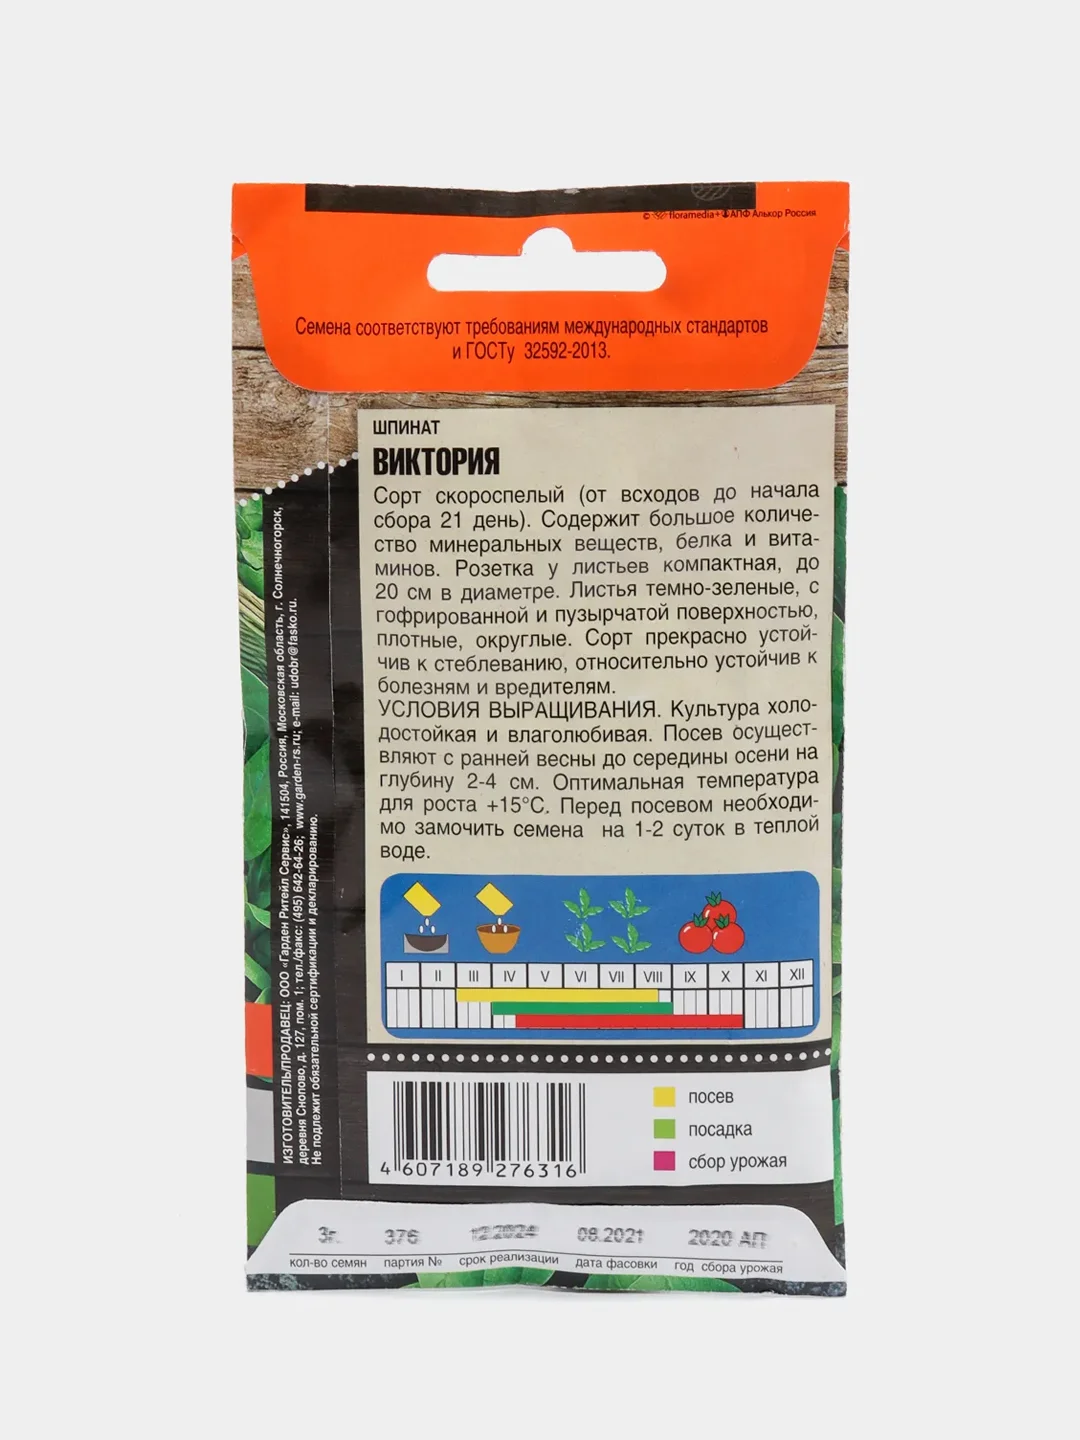 © floramedia+АПФ Алькор Россия
Семена соответствуют требованиям международных стандартов
и ГОСТу 32592-2013.
ШПИНАТ
ВИКТОРИЯ
Сорт скороспелый (от всходов до начала
сбора 21 день). Содержит большое количе-
ство минеральных веществ, белка и вита-
минов. Розетка у листьев компактная, до
20 см в диаметре. Листья темно-зеленые, с
гофрированной и пузырчатой поверхностью,
плотные, округлые. Сорт прекрасно устой-
чив к стеблеванию, относительно устойчив к
болезням и вредителям.
УСЛОВИЯ ВЫРАЩИВАНИЯ. Культура холо-
достойкая и влаголюбивая. Посев осущест-
вляют с ранней весны до середины осени на
глубину 2-4 см. Оптимальная температура
для роста +15°С. Перед посевом необходи-
мо замочить семена на 1-2 суток в теплой
воде.
I II III IV V VI VII VIII IX X XI XII
посев
посадка
сбор урожая
4 607189 276316
ИЗГОТОВИТЕЛЬ/ПРОДАВЕЦ: ООО «Гарден Ритейл Сервис», 141504, Россия, Московская область, г. Солнечногорск,
деревня Снопово, д. 127, пом. 1; тел./факс: (495) 642-64-26; www.garden-rs.ru; e-mail: udobr@fasko.ru.
Не подлежит обязательной сертификации и декларированию.
3г. 376 12.2024 08.2021 2020 АП
кол-во семян партия № срок реализации дата фасовки год сбора урожая